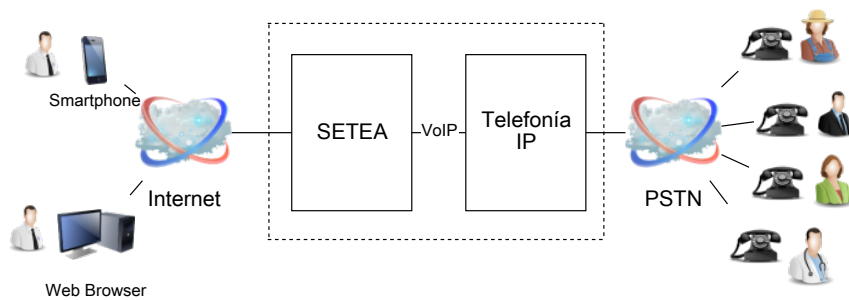 Smartphone
Internet
Web Browser
SETEA
VoIP
Telefonía
IP
PSTN